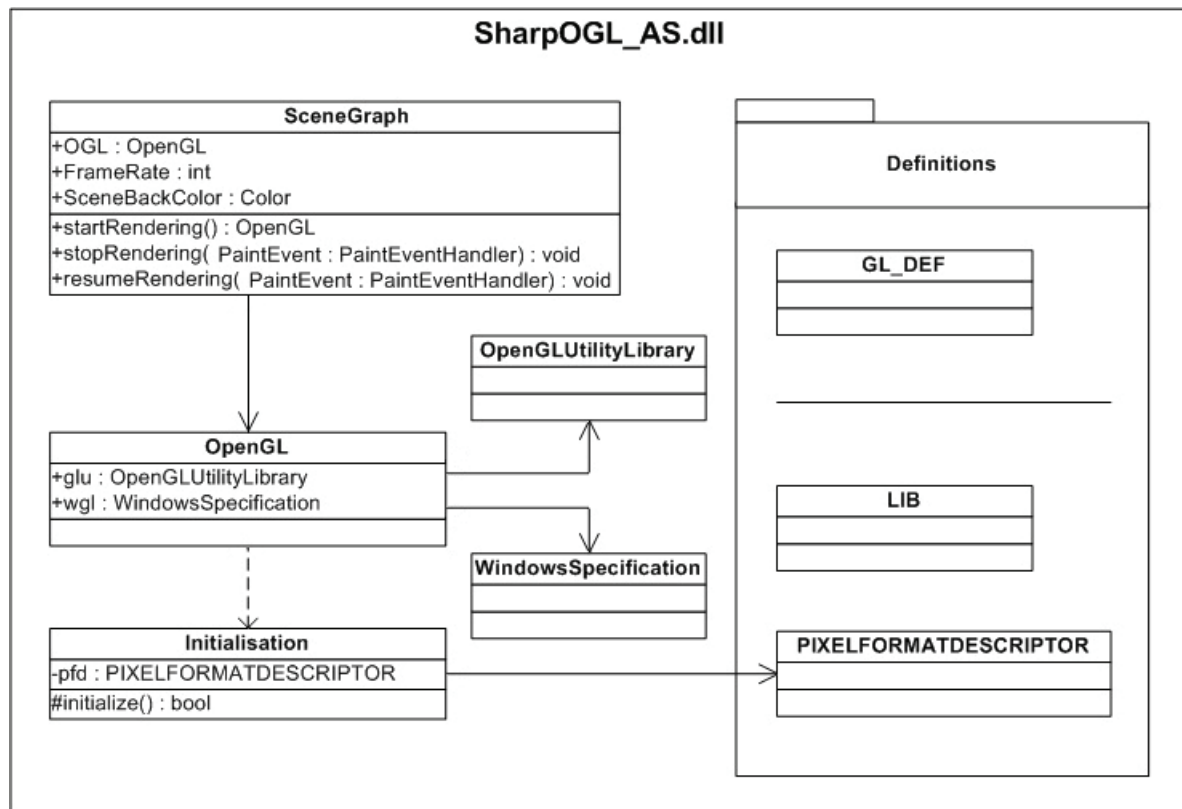 SharpOGL_AS.dll
SceneGraph
+OGL : OpenGL
+FrameRate : int
+SceneBackColor : Color
+startRendering() : OpenGL
+stopRendering( PaintEvent : PaintEventHandler) : void
+resumeRendering( PaintEvent : PaintEventHandler) : void
OpenGLUtilityLibrary
OpenGL
+glu : OpenGLUtilityLibrary
+wgl : WindowsSpecification
WindowsSpecification
Initialisation
-pfd : PIXELFORMATDESCRIPTOR
#initialize() : bool
Definitions
GL_DEF
LIB
PIXELFORMATDESCRIPTOR